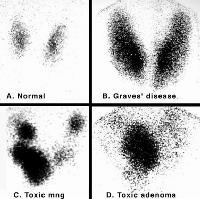 A. Normal
B. Graves' disease
C. Toxic mng
D. Toxic adenoma